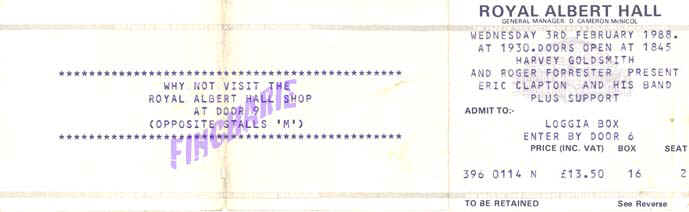 ************************************************
WHY NOT VISIT THE
ROYAL ALBERT HALL SHOP
AT DOOR 9
(OPPOSITE STALLS 'M')
************************************************
FINGBARIE
ROYAL ALBERT HALL
GENERAL MANAGER D. CAMERON McNICOL
WEDNESDAY 3RD FEBRUARY 1988.
AT 1930.DOORS OPEN AT 1845
HARVEY GOLDSMITH
AND ROGER FORRESTER PRESENT
ERIC CLAPTON AND HIS BAND
PLUS SUPPORT
ADMIT TO:-
LOGGIA BOX
ENTER BY DOOR 6
PRICE (INC. VAT) BOX SEAT
396 0114 N £13.50 16 2
TO BE RETAINED See Reverse